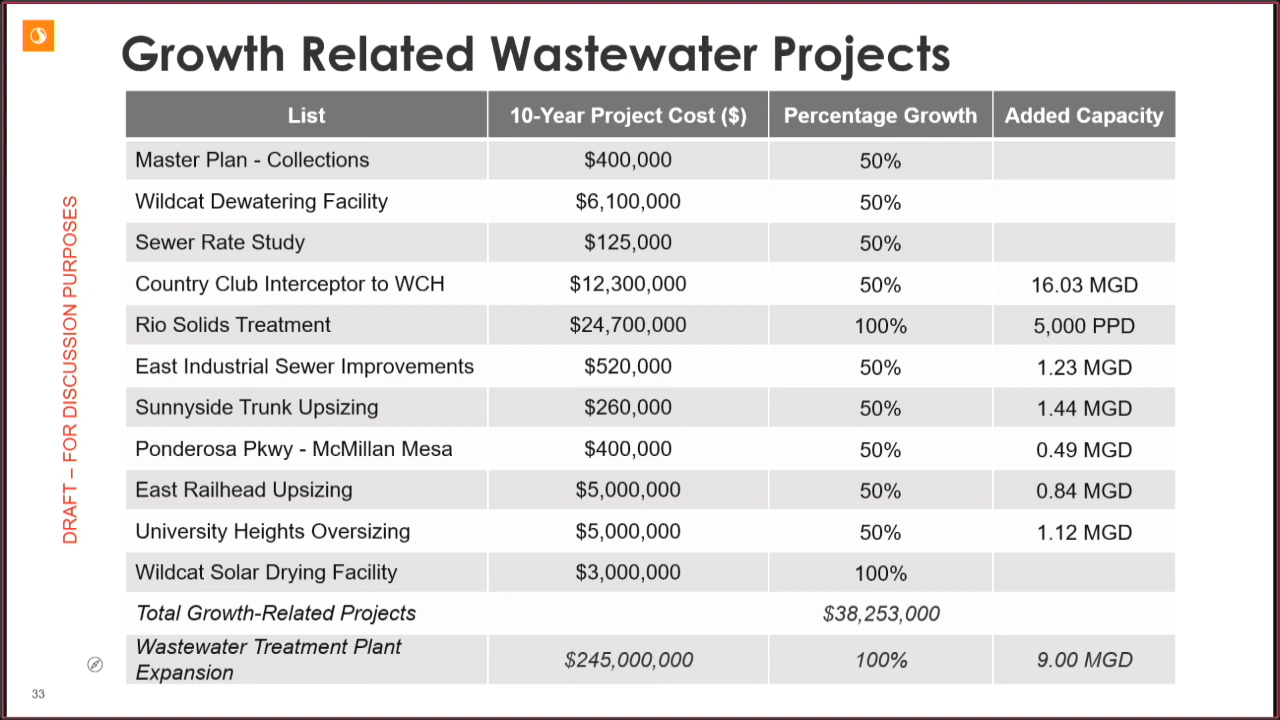 Growth Related Wastewater Projects
List 10-Year Project Cost ($) Percentage Growth Added Capacity
Master Plan - Collections $400,000 50%
Wildcat Dewatering Facility $6,100,000 50%
Sewer Rate Study $125,000 50%
Country Club Interceptor to WCH $12,300,000 50% 16.03 MGD
Rio Solids Treatment $24,700,000 100% 5,000 PPD
East Industrial Sewer Improvements $520,000 50% 1.23 MGD
Sunnyside Trunk Upsizing $260,000 50% 1.44 MGD
Ponderosa Pkwy - McMillan Mesa $400,000 50% 0.49 MGD
East Railhead Upsizing $5,000,000 50% 0.84 MGD
University Heights Oversizing $5,000,000 50% 1.12 MGD
Wildcat Solar Drying Facility $3,000,000 100%
Total Growth-Related Projects $38,253,000
Wastewater Treatment Plant
Expansion $245,000,000 100% 9.00 MGD
DRAFT – FOR DISCUSSION PURPOSES
33